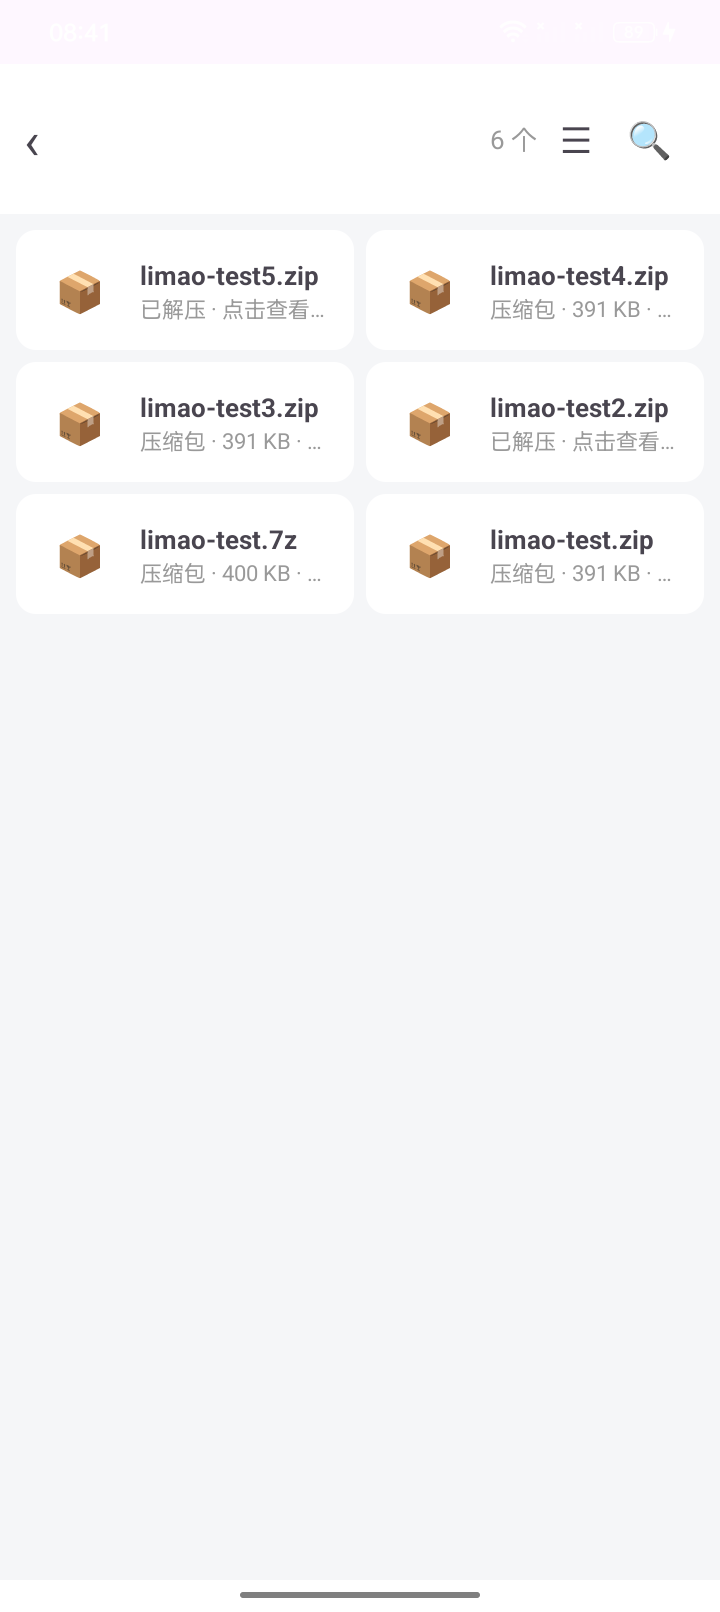 08:41
‹
6 个
limao-test5.zip
已解压 · 点击查看...
limao-test4.zip
压缩包 · 391 KB · ...
limao-test3.zip
压缩包 · 391 KB · ...
limao-test2.zip
已解压 · 点击查看...
limao-test.7z
压缩包 · 400 KB · ...
limao-test.zip
压缩包 · 391 KB · ...